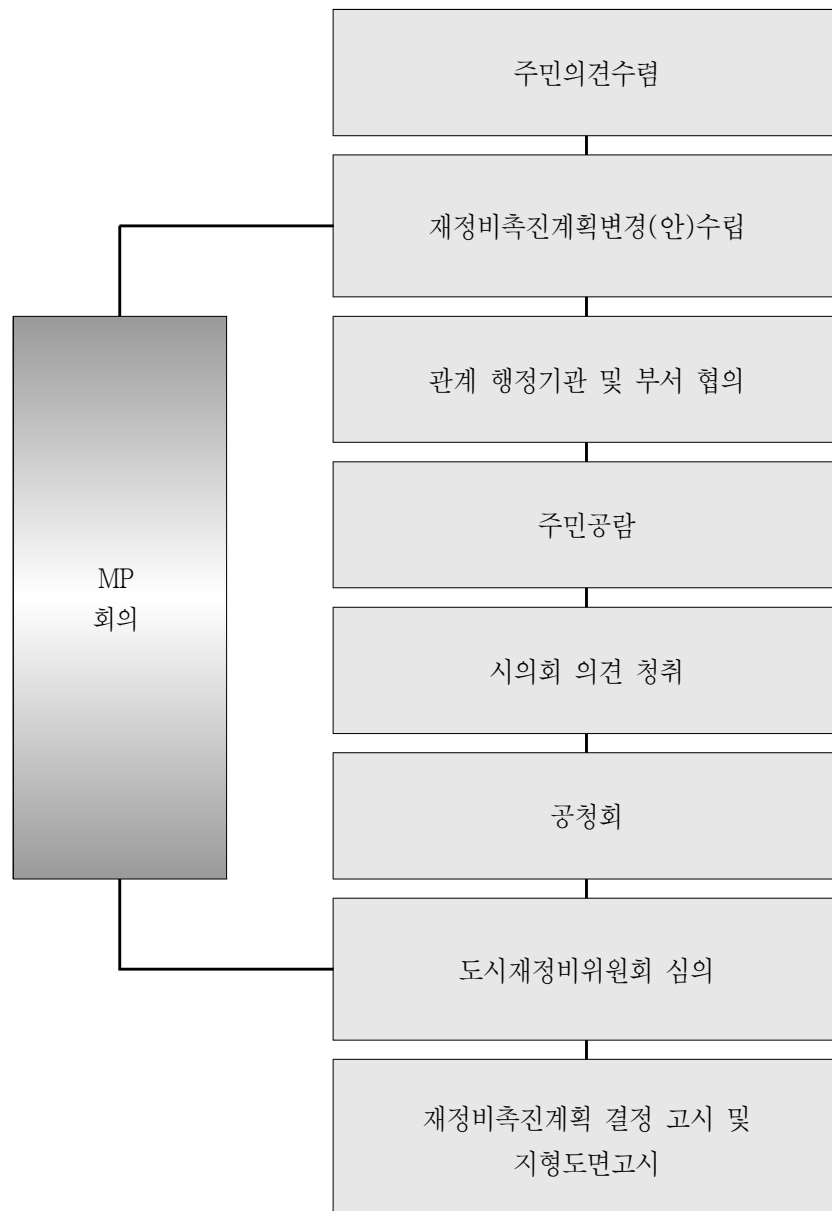 주민의견수렴
재정비촉진계획변경(안)수립
관계 행정기관 및 부서 협의
주민공람
MP
회의
시의회 의견 청취
공청회
도시재정비위원회 심의
재정비촉진계획 결정 고시 및
지형도면고시